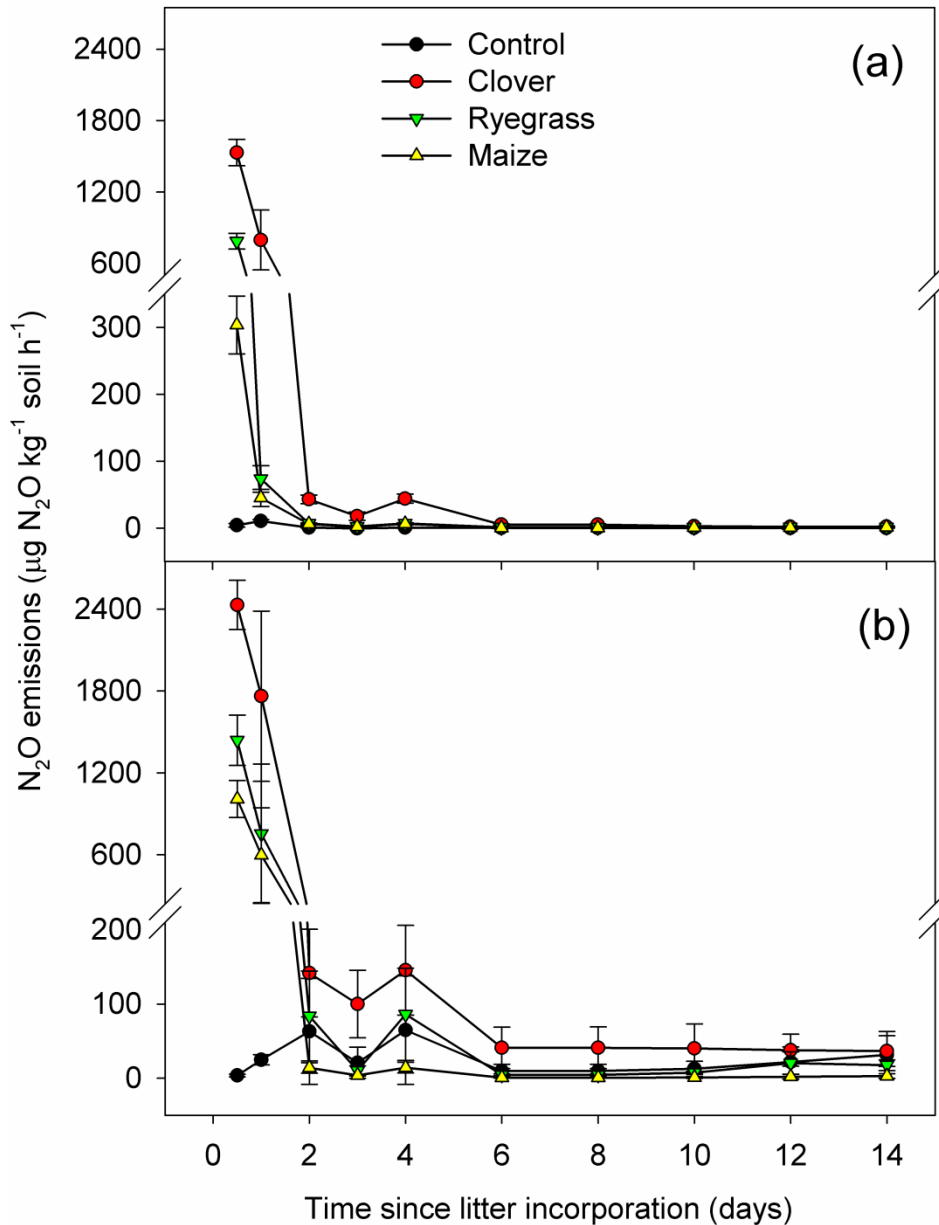 2400
1800
1200
600
300
200
100
0
Control
Clover
Ryegrass
Maize
(a)
N₂O emissions (μg N₂O kg⁻¹ soil h⁻¹)
2400
1800
1200
600
200
100
0
(b)
0 2 4 6 8 10 12 14
Time since litter incorporation (days)